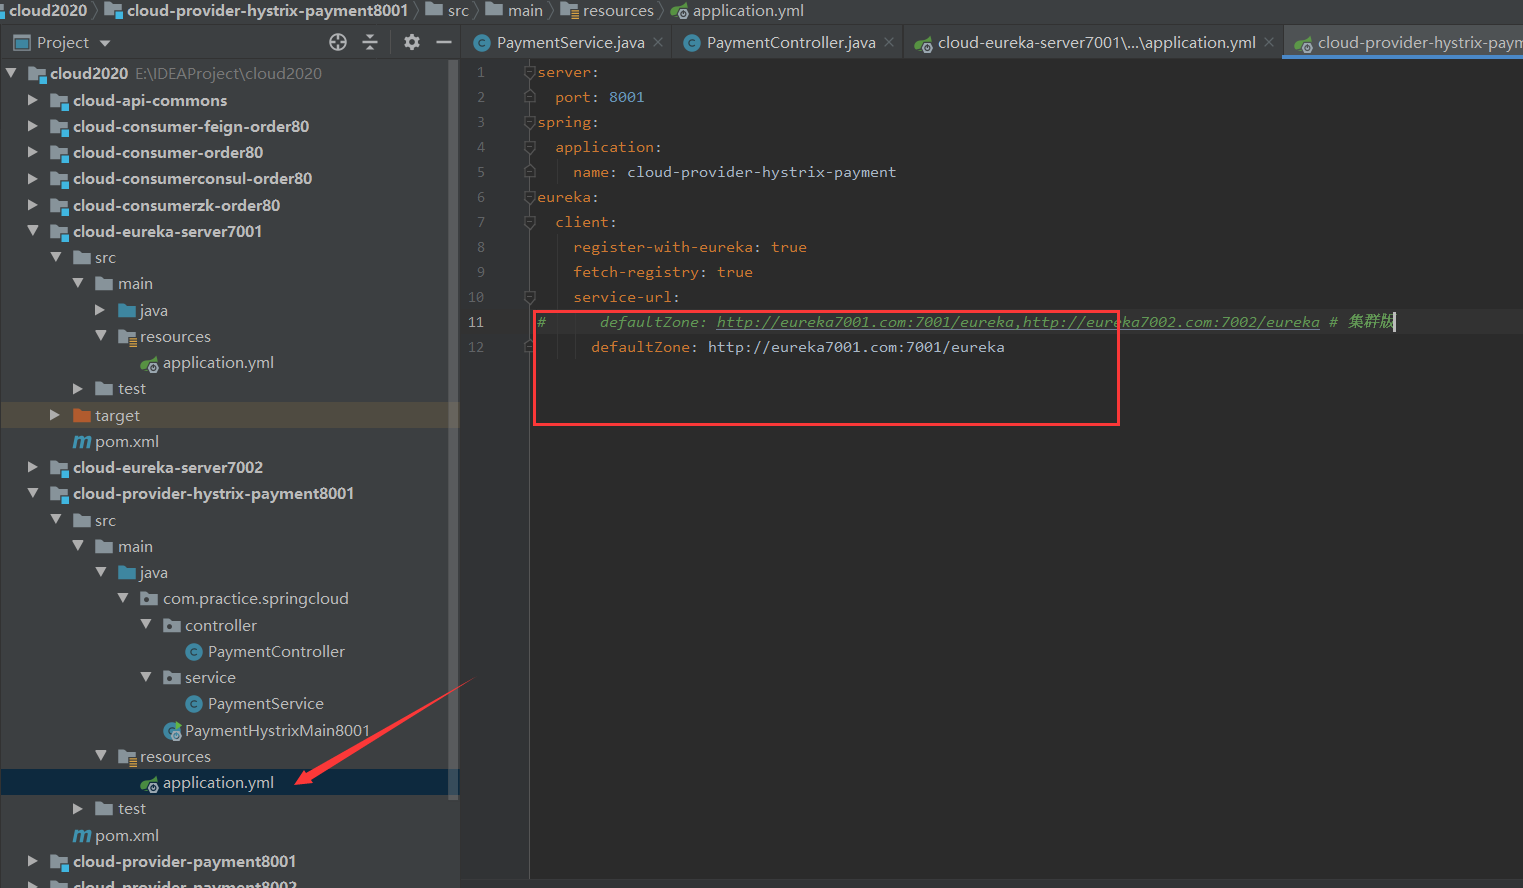 cloud2020 cloud-provider-hystrix-payment8001 src main resources application.yml
Project
PaymentService.java PaymentController.java cloud-eureka-server7001\...\application.yml cloud-provider-hystrix-paym
cloud2020 E:\IDEAProject\cloud2020
cloud-api-commons
cloud-consumer-feign-order80
cloud-consumer-order80
cloud-consumerconsul-order80
cloud-consumerzk-order80
cloud-eureka-server7001
src
main
java
resources
application.yml
test
target
pom.xml
cloud-eureka-server7002
cloud-provider-hystrix-payment8001
src
main
java
com.practice.springcloud
controller
PaymentController
service
PaymentService
PaymentHystrixMain8001
resources
application.yml
test
pom.xml
cloud-provider-payment8001
cloud-provider-payment8002
1 server:
2 port: 8001
3 spring:
4 application:
5 name: cloud-provider-hystrix-payment
6 eureka:
7 client:
8 register-with-eureka: true
9 fetch-registry: true
10 service-url:
11 # defaultZone: http://eureka7001.com:7001/eureka,http://eureka7002.com:7002/eureka # 集群版
12 defaultZone: http://eureka7001.com:7001/eureka